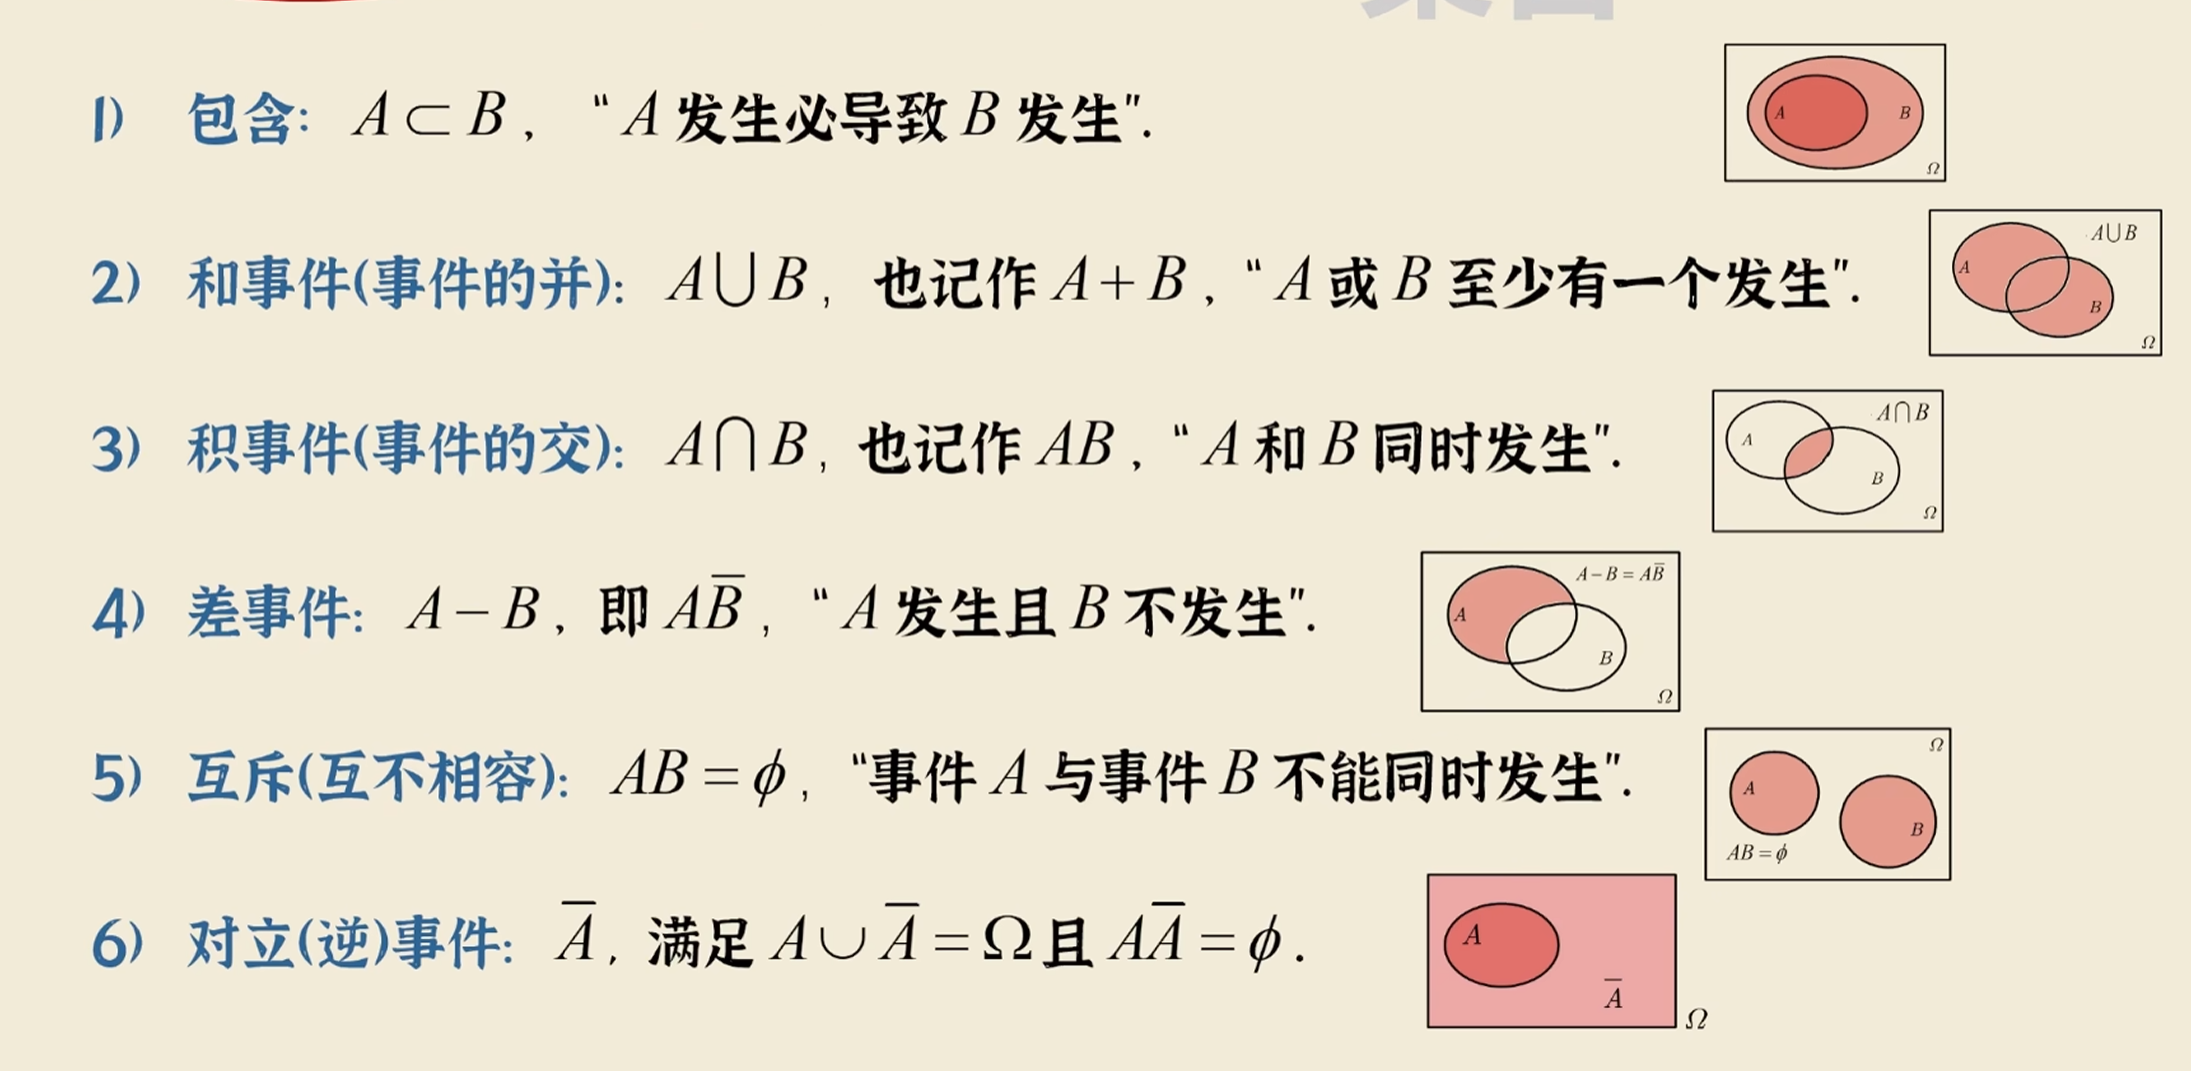 1) 包含: A ⊂ B, “A 发生必导致 B 发生”.
A B Ω
2) 和事件(事件的并): A∪B, 也记作 A+B, “A 或 B 至少有一个发生”.
A∪B
A B Ω
3) 积事件(事件的交): A∩B, 也记作 AB, “A 和 B 同时发生”.
A∩B
A B Ω
4) 差事件: A−B, 即 AB̅, “A 发生且 B 不发生”.
A−B = AB̅
A B Ω
5) 互斥(互不相容): AB = ϕ, “事件 A 与事件 B 不能同时发生”.
Ω
A B
AB = ϕ
6) 对立(逆)事件: A̅, 满足 A∪A̅ = Ω 且 AA̅ = ϕ.
A
A̅
Ω